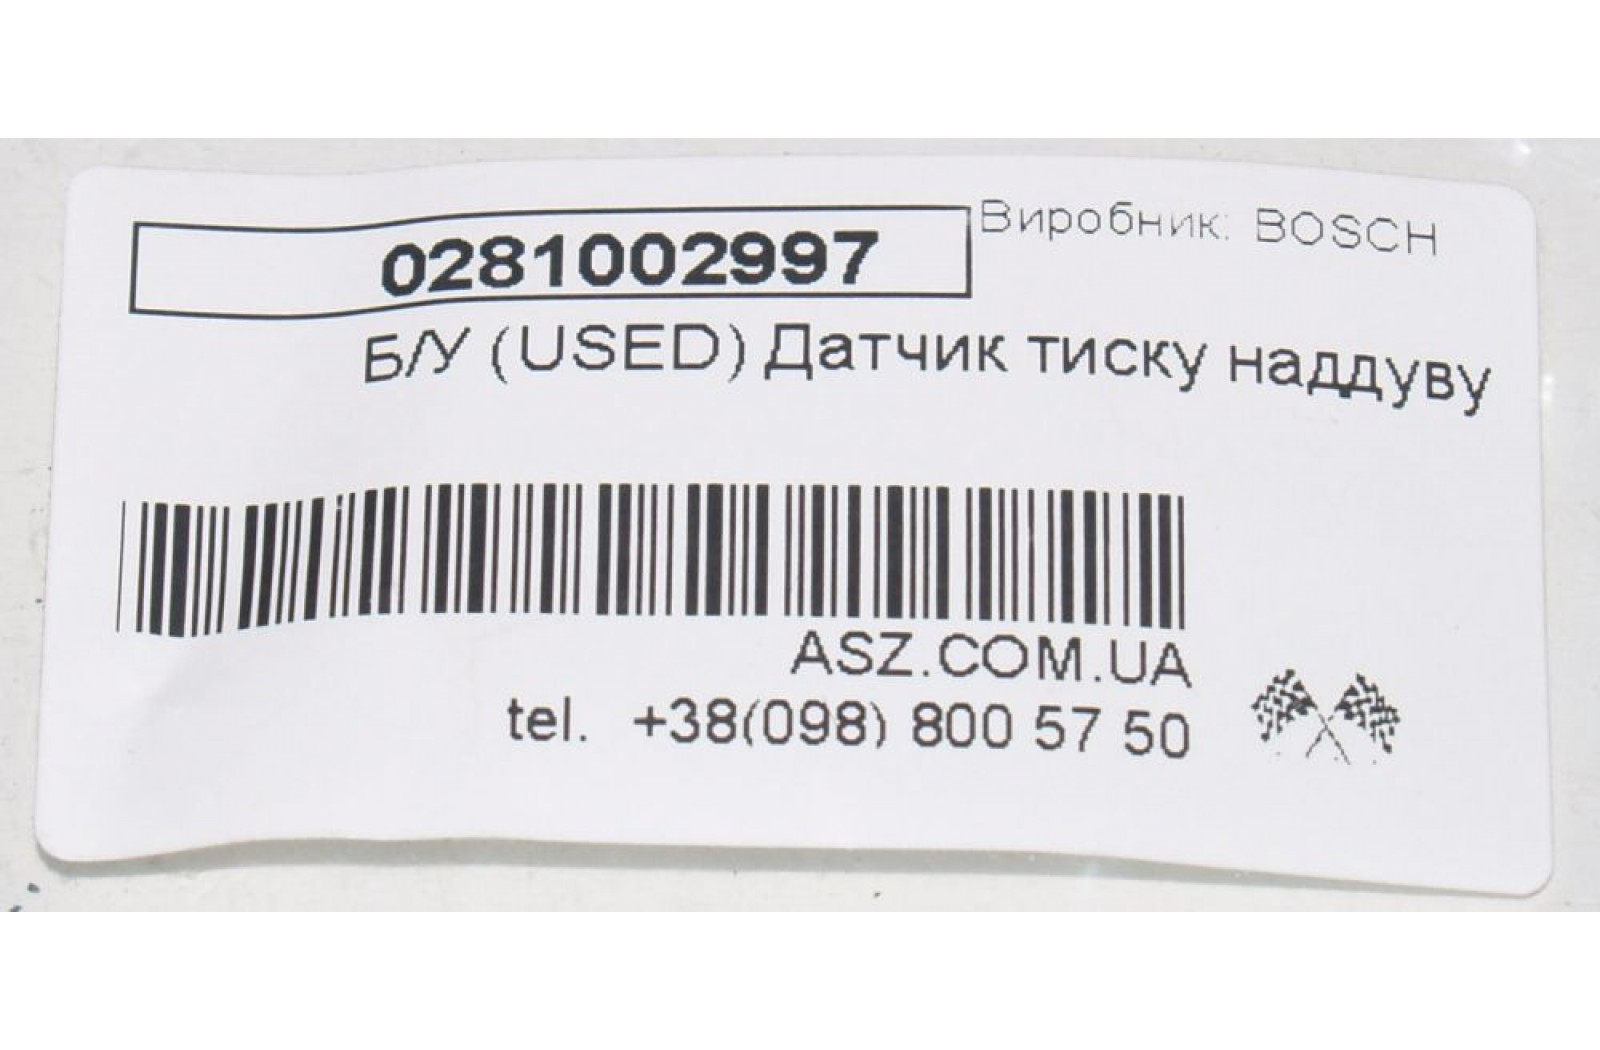 0281002997
Виробник: BOSCH
Б/У (USED) Датчик тиску наддуву
ASZ.COM.UA
tel. +38(098) 800 57 50